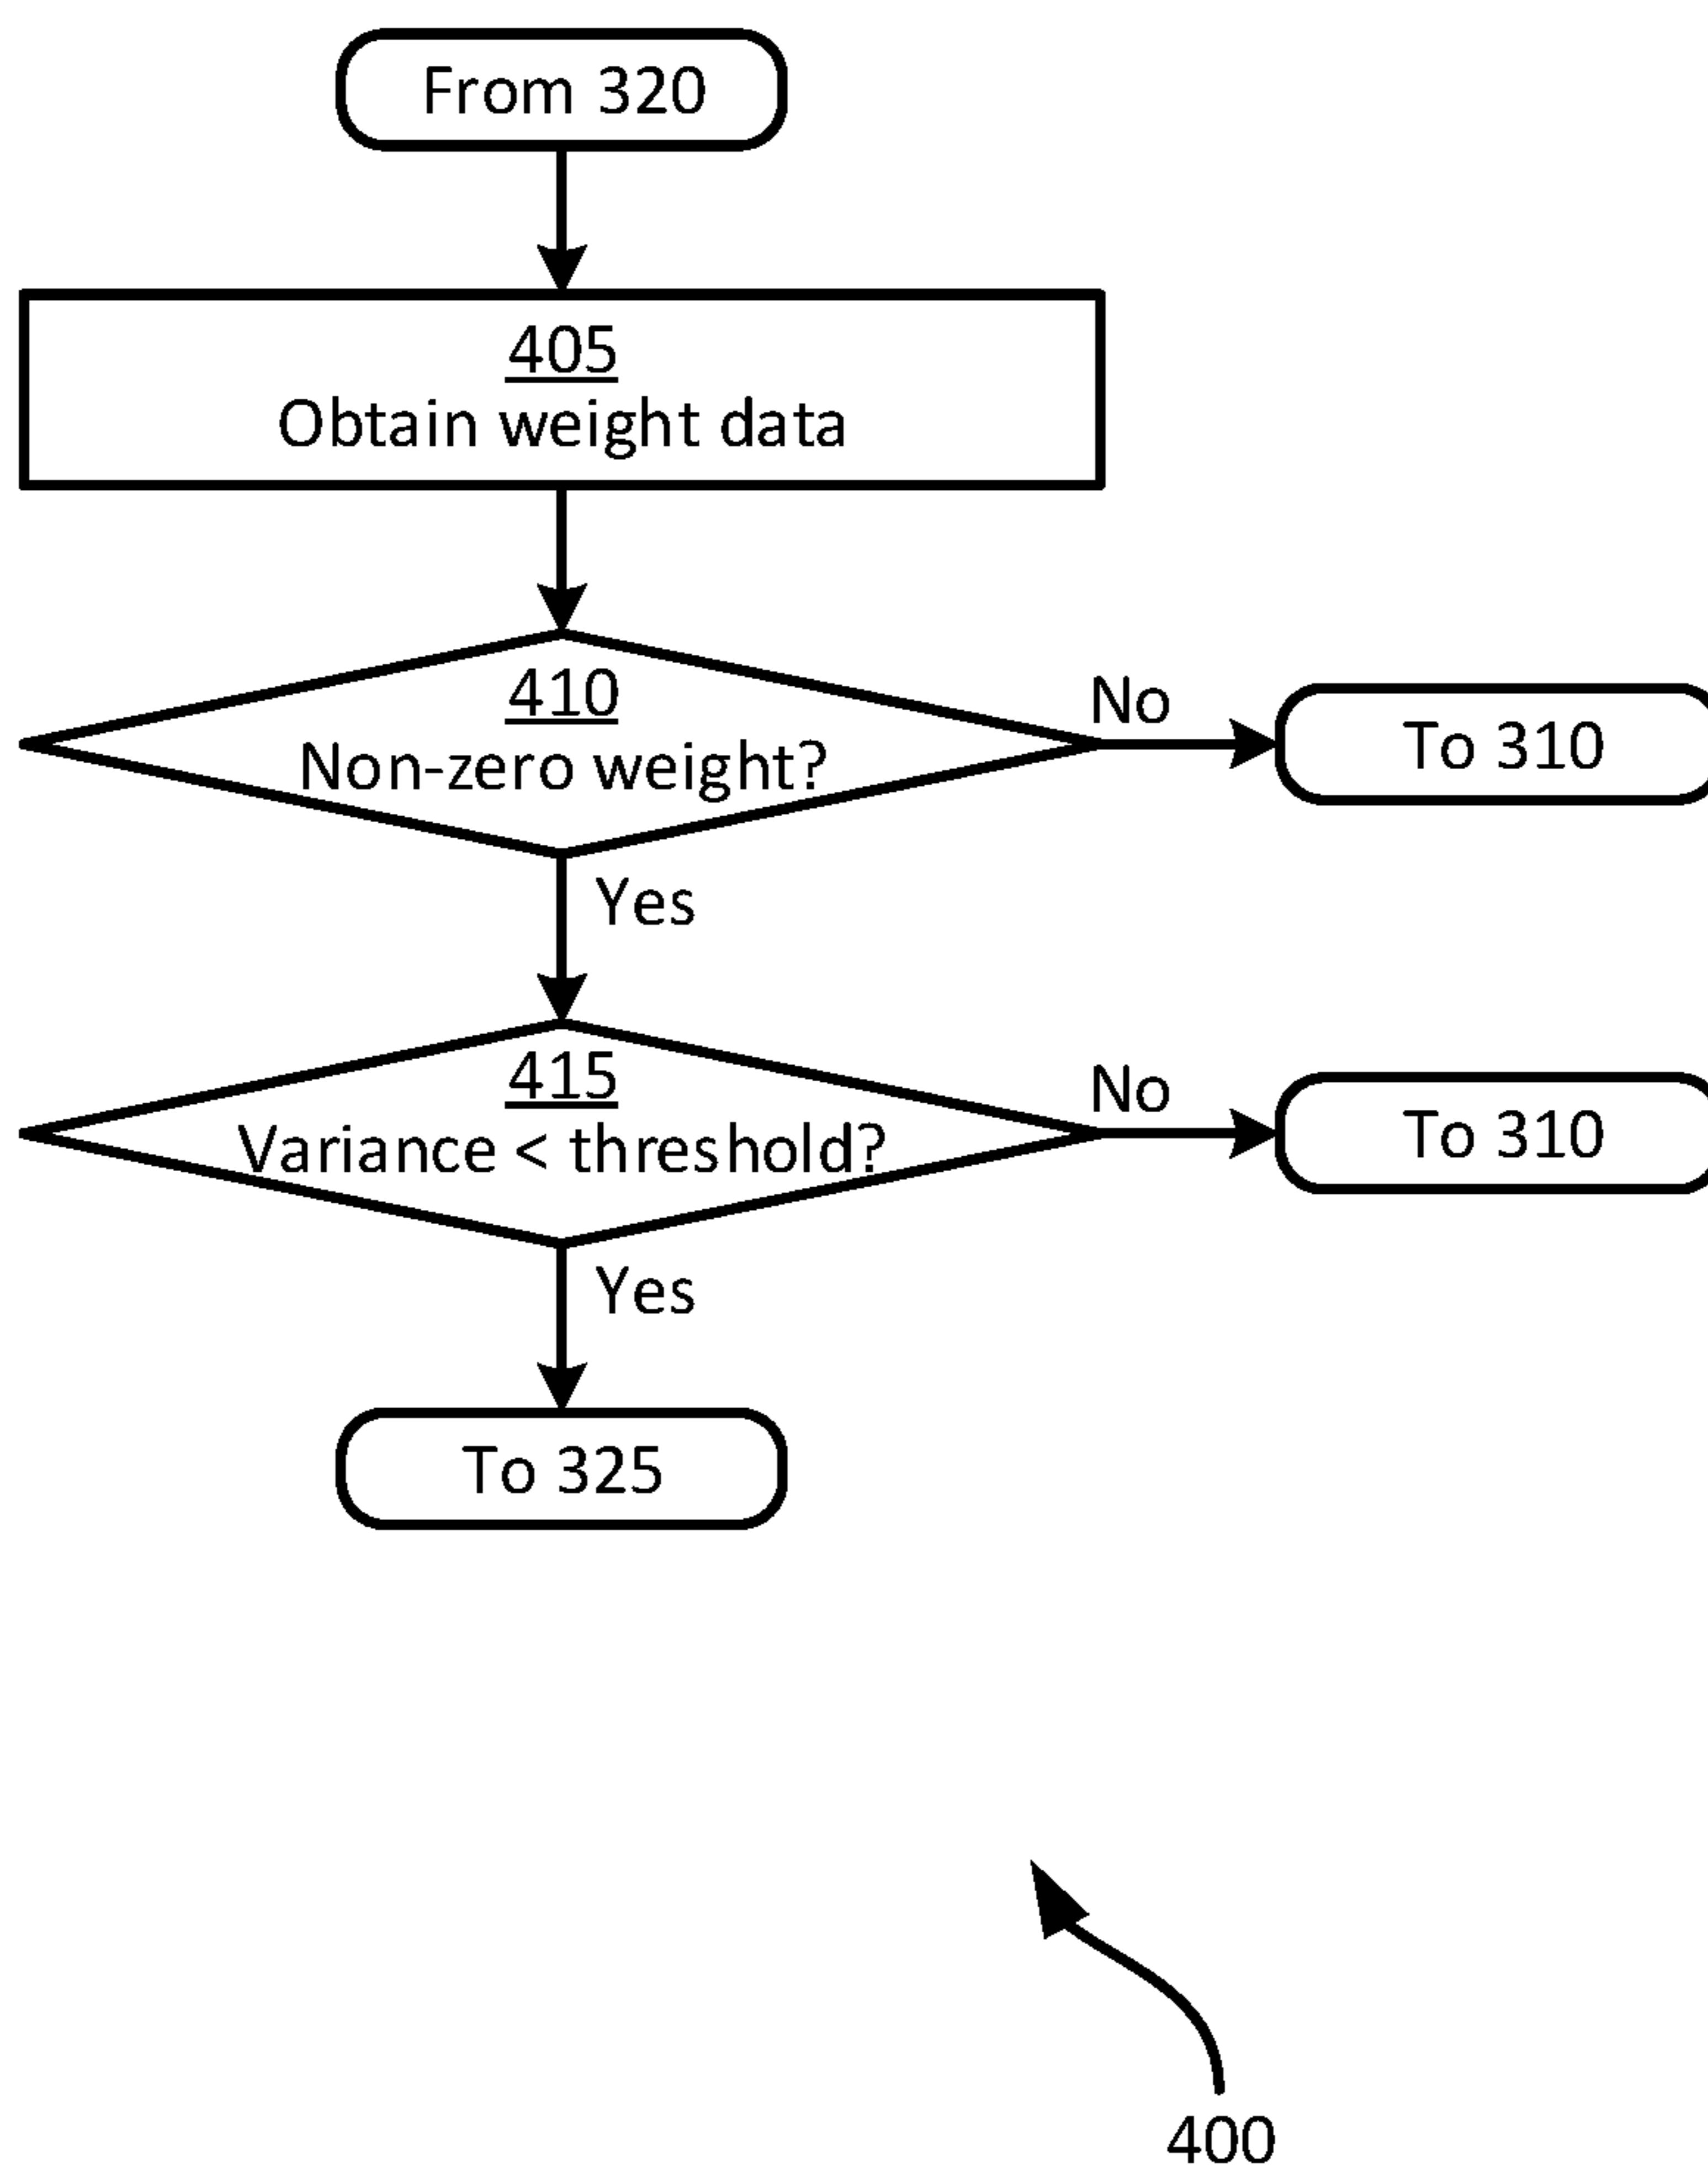 From 320
405
Obtain weight data
410
Non-zero weight?
No
To 310
Yes
415
Variance < threshold?
No
To 310
Yes
To 325
400